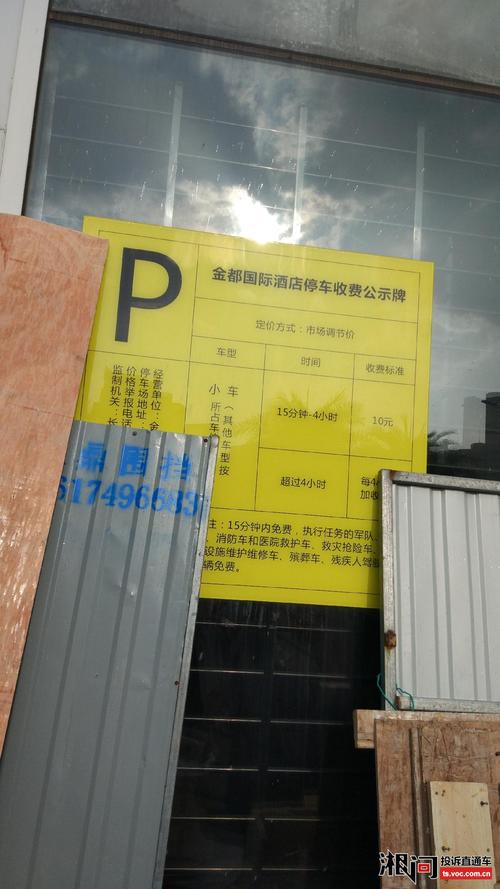 P
金都国际酒店停车收费公示牌
定价方式：市场调节价
车型
时间
收费标准
小车（其他车型按
所占车
15分钟-4小时
10元
超过4小时
每4
加收
：15分钟内免费，执行任务的军队、
、消防车和医院救护车、救灾抢险车、
设施维护维修车、殡葬车、残疾人驾
辆免费。
经营单位：金
停车场地
价格举报电话：
监制机关：
鼎围挡
617496683
湘问
投诉直通车
ts.voc.com.cn